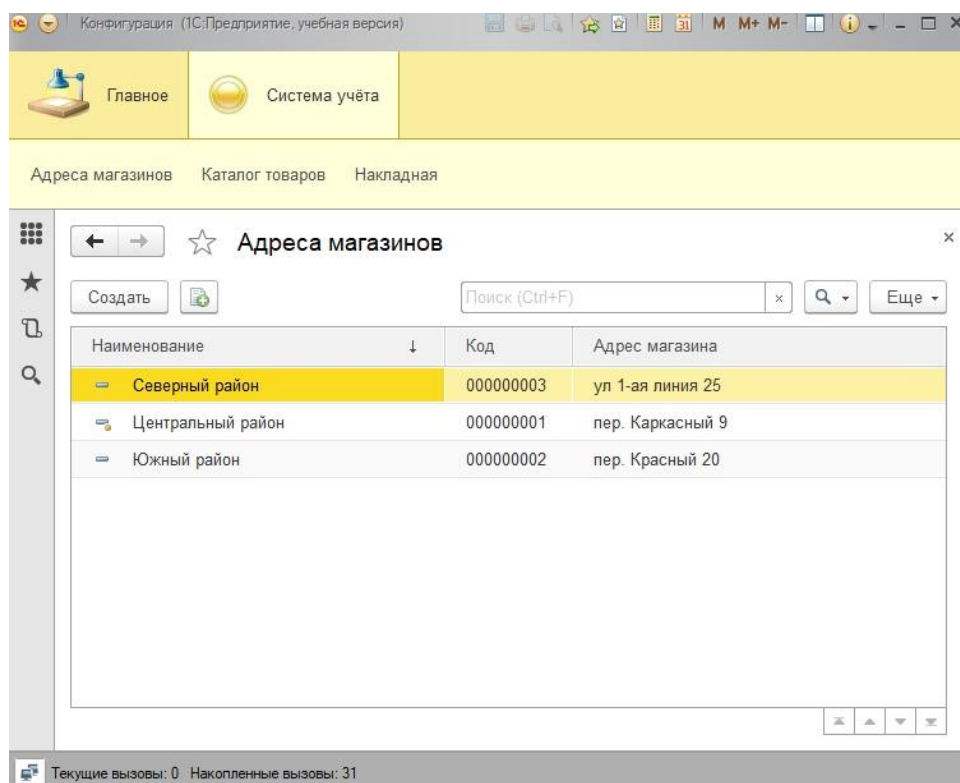 Конфигурация (1С:Предприятие, учебная версия) 31 M M+ M-
Главное Система учёта
Адреса магазинов Каталог товаров Накладная
Адреса магазинов
Создать Поиск (Ctrl+F) Еще
Наименование Код Адрес магазина
Северный район 000000003 ул 1-ая линия 25
Центральный район 000000001 пер. Каркасный 9
Южный район 000000002 пер. Красный 20
Текущие вызовы: 0 Накопленные вызовы: 31